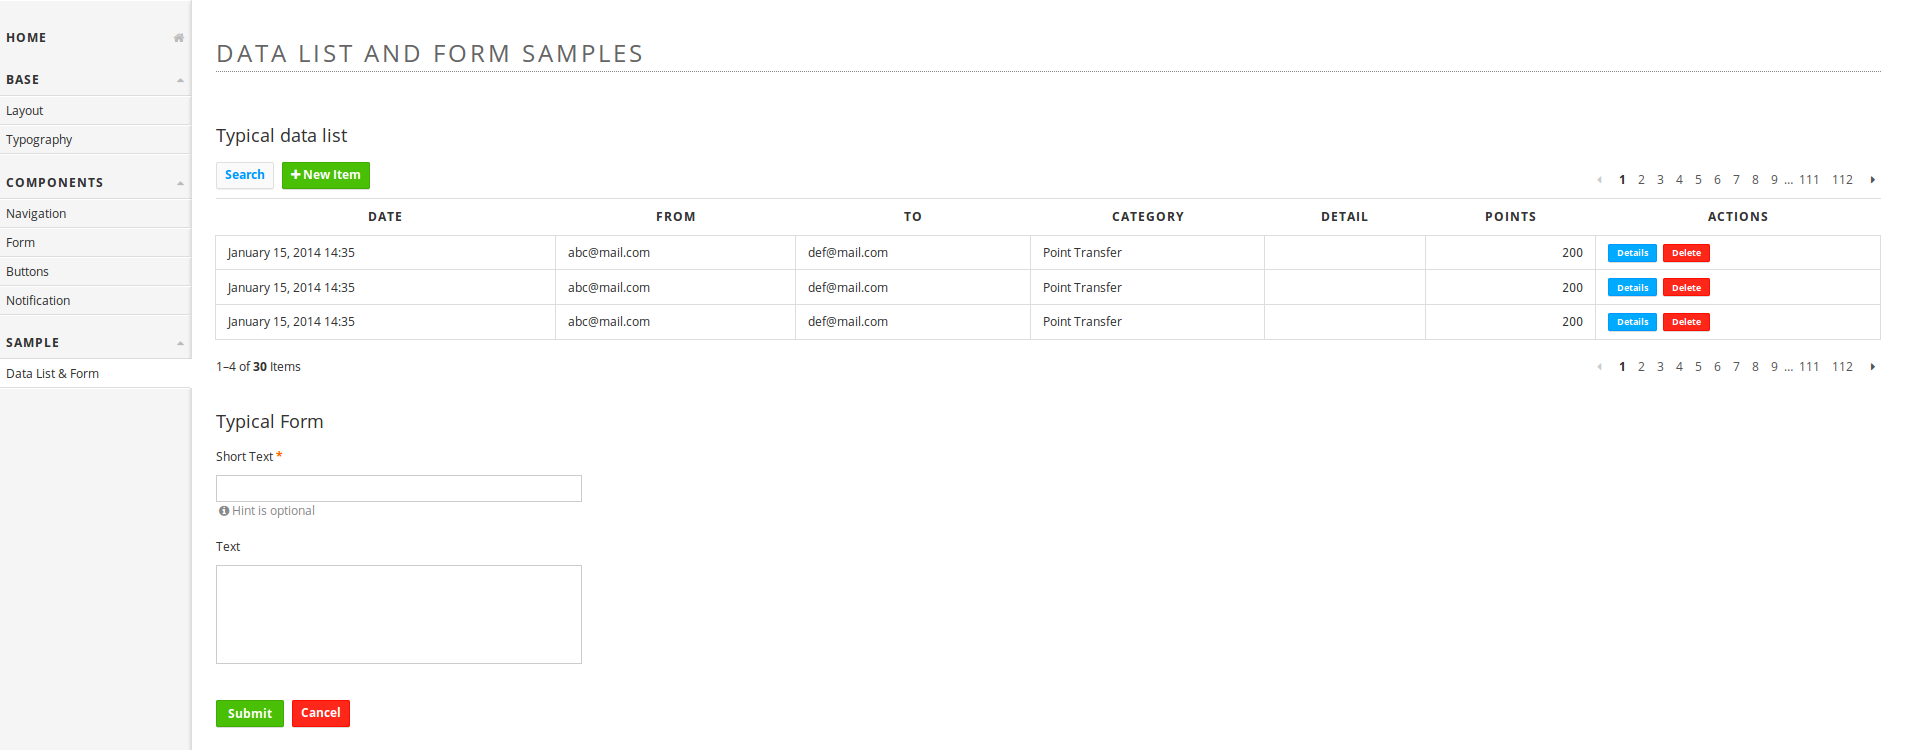 HOME
BASE
Layout
Typography
COMPONENTS
Navigation
Form
Buttons
Notification
SAMPLE
Data List & Form
DATA LIST AND FORM SAMPLES
Typical data list
Search New Item
1 2 3 4 5 6 7 8 9 ... 111 112
DATE FROM TO CATEGORY DETAIL POINTS ACTIONS
January 15, 2014 14:35 abc@mail.com def@mail.com Point Transfer 200 Details Delete
January 15, 2014 14:35 abc@mail.com def@mail.com Point Transfer 200 Details Delete
January 15, 2014 14:35 abc@mail.com def@mail.com Point Transfer 200 Details Delete
1–4 of 30 Items
1 2 3 4 5 6 7 8 9 ... 111 112
Typical Form
Short Text *
Hint is optional
Text
Submit Cancel